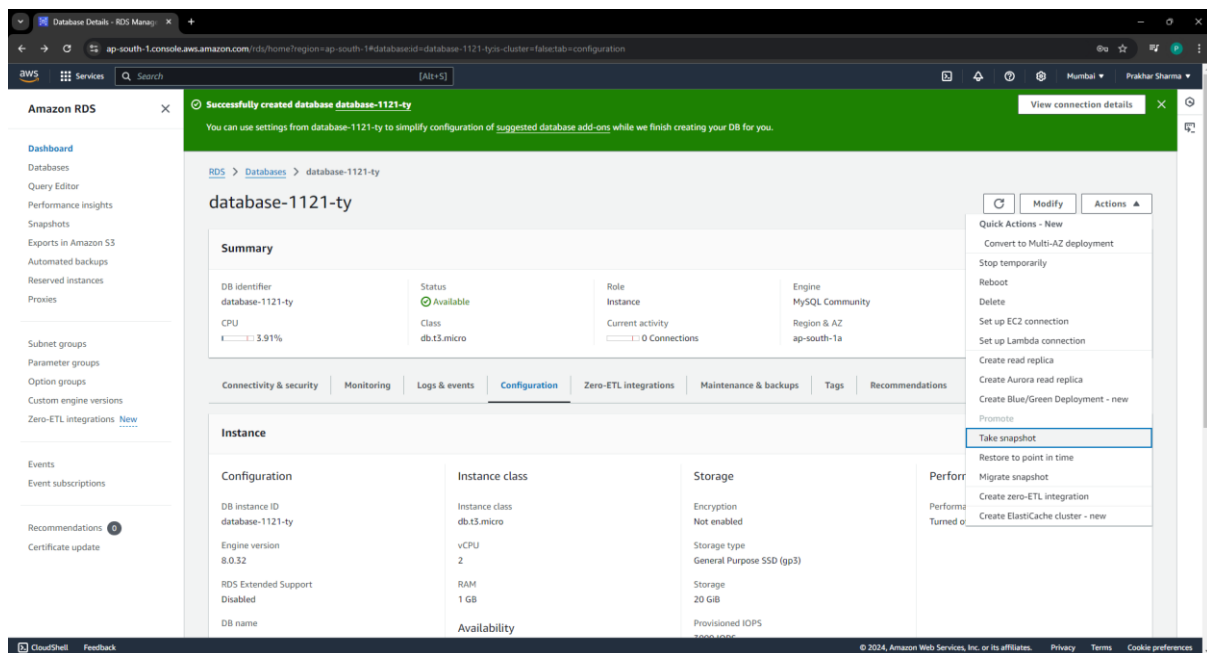 Database Details - RDS Manag
ap-south-1.console.aws.amazon.com/rds/home?region=ap-south-1#database:id=database-1121-ty;is-cluster=false;tab=configuration
aws Services Search [Alt+S] Mumbai Prakhar Sharma
Amazon RDS
Dashboard
Databases
Query Editor
Performance insights
Snapshots
Exports in Amazon S3
Automated backups
Reserved instances
Proxies
Subnet groups
Parameter groups
Option groups
Custom engine versions
Zero-ETL integrations New
Events
Event subscriptions
Recommendations 0
Certificate update
Successfully created database database-1121-ty
View connection details
You can use settings from database-1121-ty to simplify configuration of suggested database add-ons while we finish creating your DB for you.
RDS > Databases > database-1121-ty
database-1121-ty
Modify Actions
Quick Actions - New
Convert to Multi-AZ deployment
Stop temporarily
Reboot
Delete
Set up EC2 connection
Set up Lambda connection
Create read replica
Create Aurora read replica
Create Blue/Green Deployment - new
Promote
Take snapshot
Restore to point in time
Migrate snapshot
Create zero-ETL integration
Create ElastiCache cluster - new
Summary
DB identifier Status Role Engine
database-1121-ty Available Instance MySQL Community
CPU Class Current activity Region & AZ
3.91% db.t3.micro 0 Connections ap-south-1a
Connectivity & security Monitoring Logs & events Configuration Zero-ETL integrations Maintenance & backups Tags Recommendations
Instance
Configuration
DB instance ID
database-1121-ty
Engine version
8.0.32
RDS Extended Support
Disabled
DB name
Instance class
Instance class
db.t3.micro
vCPU
2
RAM
1 GB
Availability
Storage
Encryption
Not enabled
Storage type
General Purpose SSD (gp3)
Storage
20 GiB
Provisioned IOPS
3000 IOPS
Perfor
Performa
Turned o
CloudShell Feedback © 2024, Amazon Web Services, Inc. or its affiliates. Privacy Terms Cookie preferences